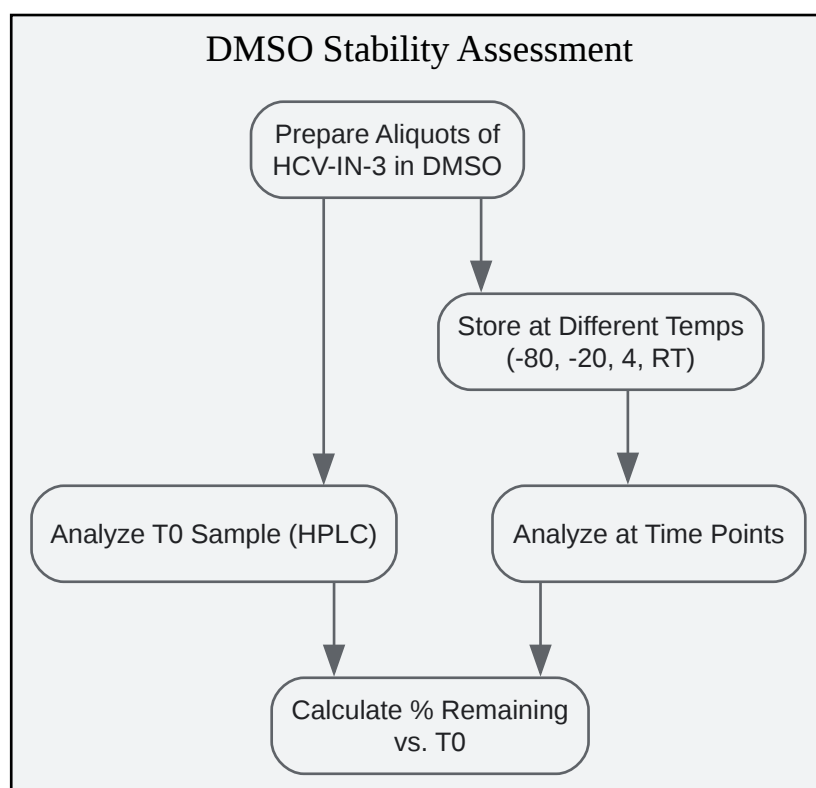 DMSO Stability Assessment
Prepare Aliquots of
HCV-IN-3 in DMSO
Store at Different Temps
(-80, -20, 4, RT)
Analyze T0 Sample (HPLC)
Analyze at Time Points
Calculate % Remaining
vs. T0